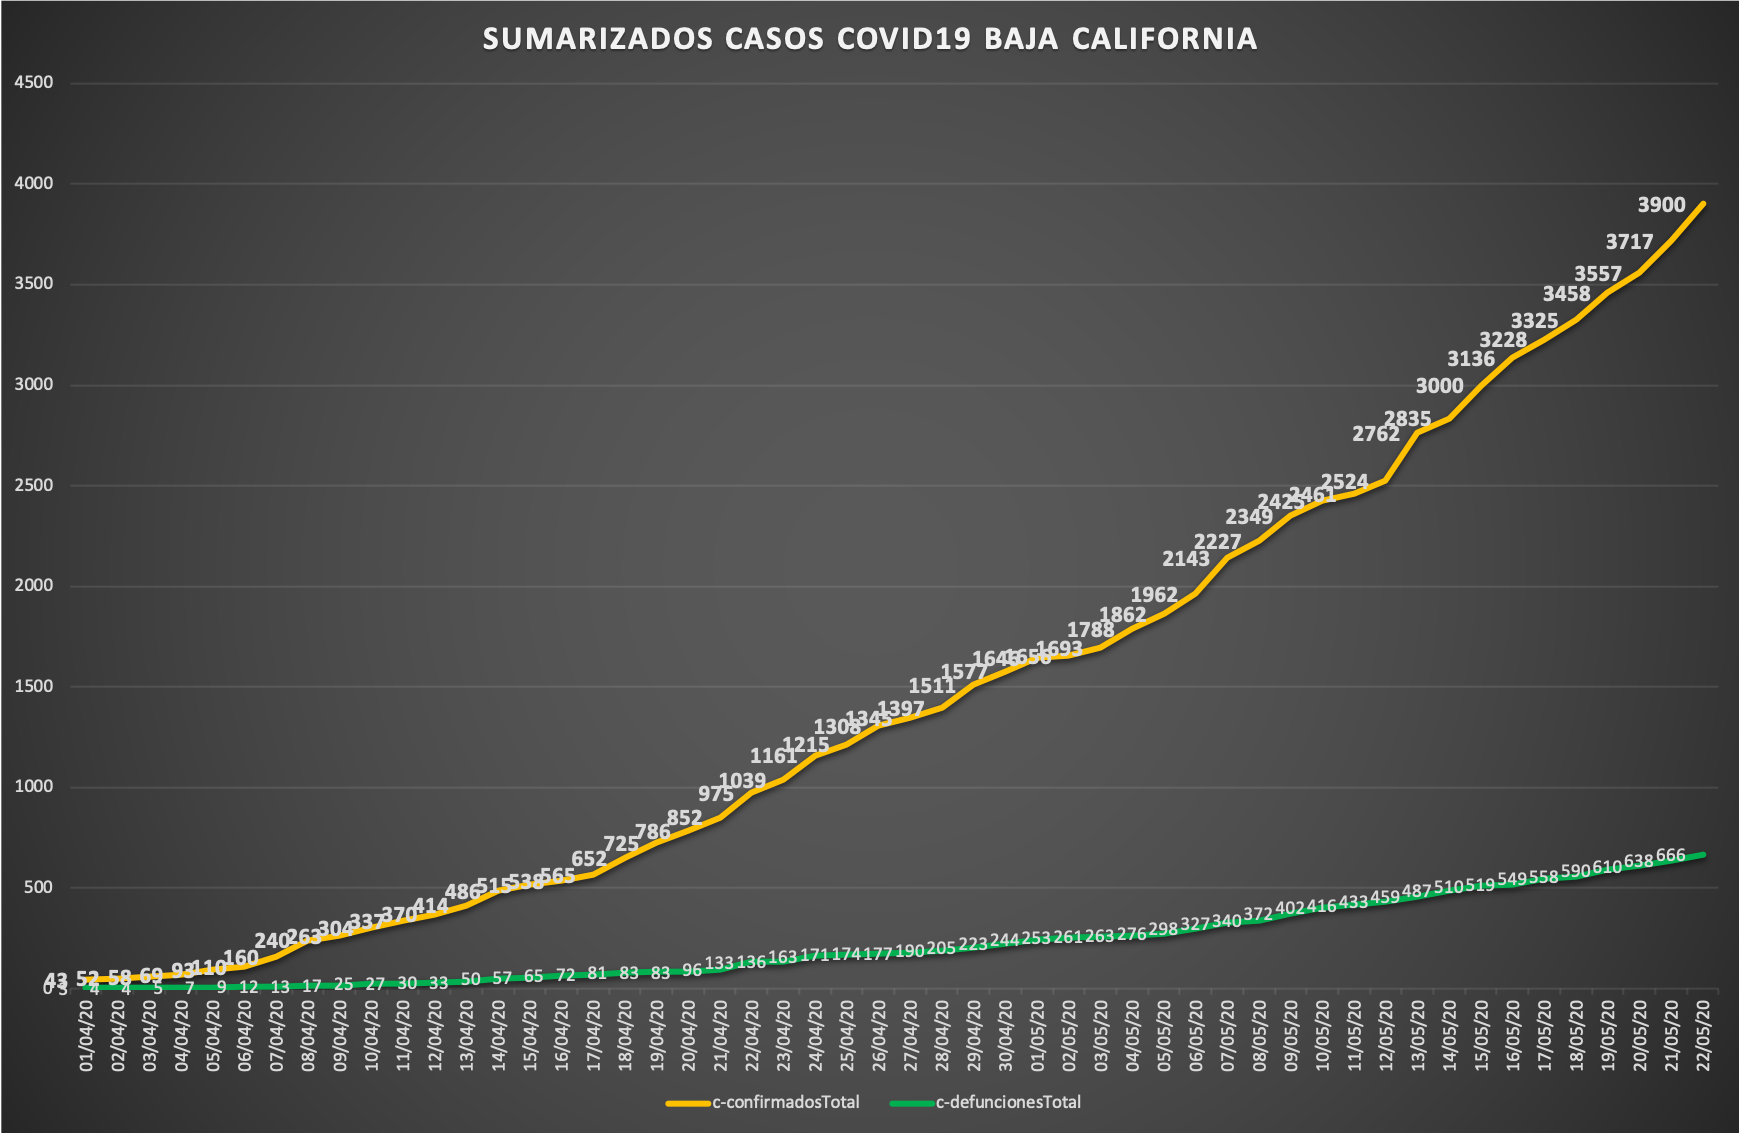 SUMARIZADOS CASOS COVID19 BAJA CALIFORNIA
4500
4000
3500
3000
2500
2000
1500
1000
500
0
43 52 58 69 93 110 160 240 263 304 337 370 414 486 515 538 565 652 725 786 852 975 1039 1161 1215 1308 1345 1397 1511 1577 1646 1656 1693 1788 1862 1962 2143 2227 2349 2425 2461 2524 2762 2835 3000 3136 3228 3325 3458 3557 3717 3900
3 4 4 5 7 9 12 13 17 25 27 30 33 50 57 65 72 81 83 83 96 133 136 163 171 174 177 190 205 223 244 253 261 263 276 298 327 340 372 402 416 433 459 487 510 519 549 558 590 610 638 666
01/04/20 02/04/20 03/04/20 04/04/20 05/04/20 06/04/20 07/04/20 08/04/20 09/04/20 10/04/20 11/04/20 12/04/20 13/04/20 14/04/20 15/04/20 16/04/20 17/04/20 18/04/20 19/04/20 20/04/20 21/04/20 22/04/20 23/04/20 24/04/20 25/04/20 26/04/20 27/04/20 28/04/20 29/04/20 30/04/20 01/05/20 02/05/20 03/05/20 04/05/20 05/05/20 06/05/20 07/05/20 08/05/20 09/05/20 10/05/20 11/05/20 12/05/20 13/05/20 14/05/20 15/05/20 16/05/20 17/05/20 18/05/20 19/05/20 20/05/20 21/05/20 22/05/20
c-confirmadosTotal c-defuncionesTotal